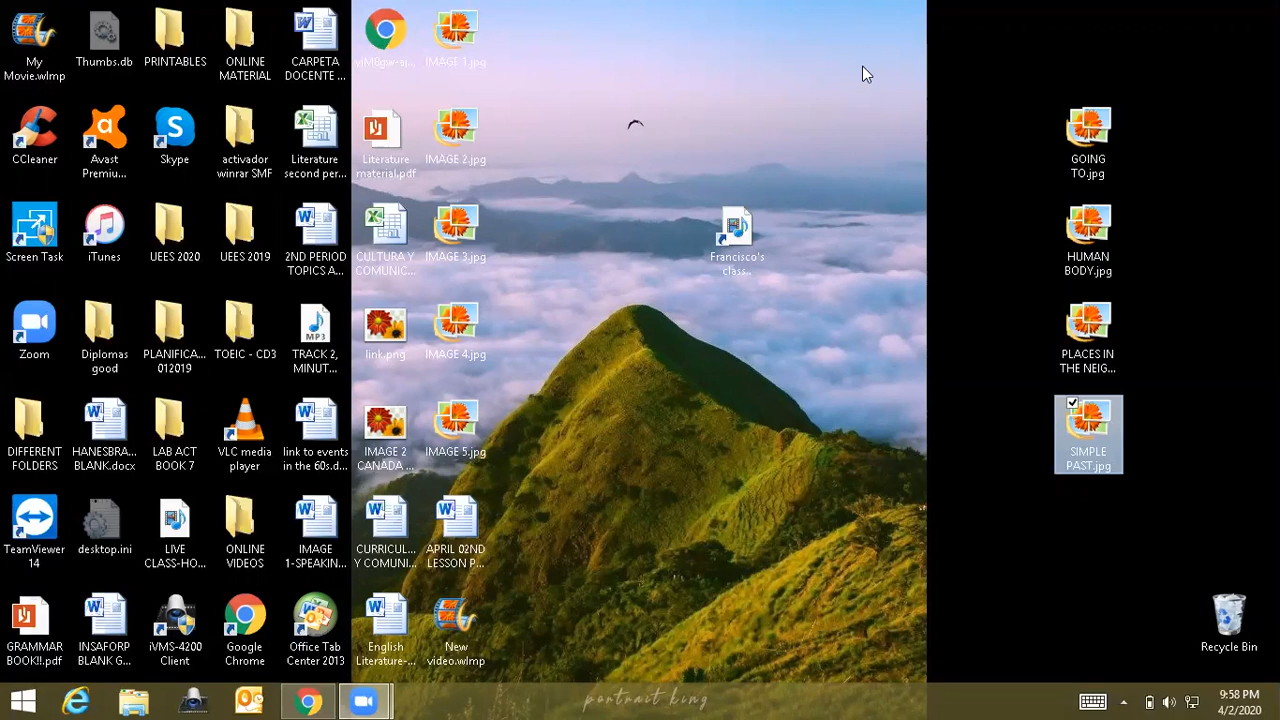 My
Movie.wlmp
Thumbs.db
PRINTABLES
ONLINE
MATERIAL
CARPETA
DOCENTE ...
IMAGE 1.jpg
CCleaner
Avast
Premiu...
Skype
activador
winrar SMF
Literature
second per...
Literature
material.pdf
IMAGE 2.jpg
GOING
TO.jpg
Screen Task
iTunes
UEES 2020
UEES 2019
2ND PERIOD
TOPICS A...
CULTURA Y
COMUNIC...
IMAGE 3.jpg
Francisco's
class...
HUMAN
BODY.jpg
Zoom
Diplomas
good
PLANIFICA...
012019
TOEIC - CD3
MP3
TRACK 2,
MINUT...
link.png
IMAGE 4.jpg
PLACES IN
THE NEIG...
DIFFERENT
FOLDERS
HANESBRA...
BLANK.docx
LAB ACT
BOOK 7
VLC media
player
link to events
in the 60s.d...
IMAGE 2
CANADA ...
IMAGE 5.jpg
SIMPLE
PAST.jpg
TeamViewer
14
desktop.ini
LIVE
CLASS-HO...
ONLINE
VIDEOS
IMAGE
1-SPEAKIN...
CURRICUL...
Y COMUNI...
APRIL 02ND
LESSON P...
GRAMMAR
BOOK!!.pdf
INSAFORP
BLANK G...
iVMS-4200
Client
Google
Chrome
Office Tab
Center 2013
English
Literature-...
New
video.wlmp
Recycle Bin
portrait king
9:58 PM
4/2/2020